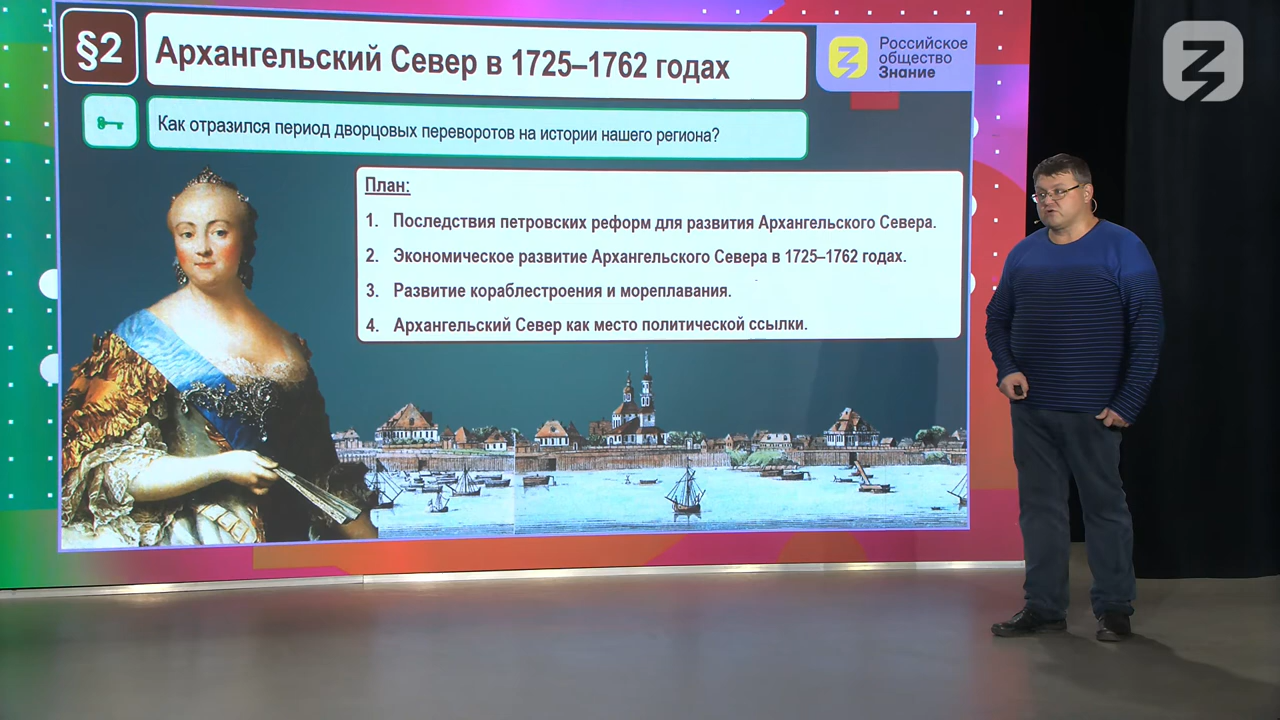 §2
Архангельский Север в 1725–1762 годах
Российское
общество
Знание
Как отразился период дворцовых переворотов на истории нашего региона?
План:
1. Последствия петровских реформ для развития Архангельского Севера.
2. Экономическое развитие Архангельского Севера в 1725–1762 годах.
3. Развитие кораблестроения и мореплавания.
4. Архангельский Север как место политической ссылки.